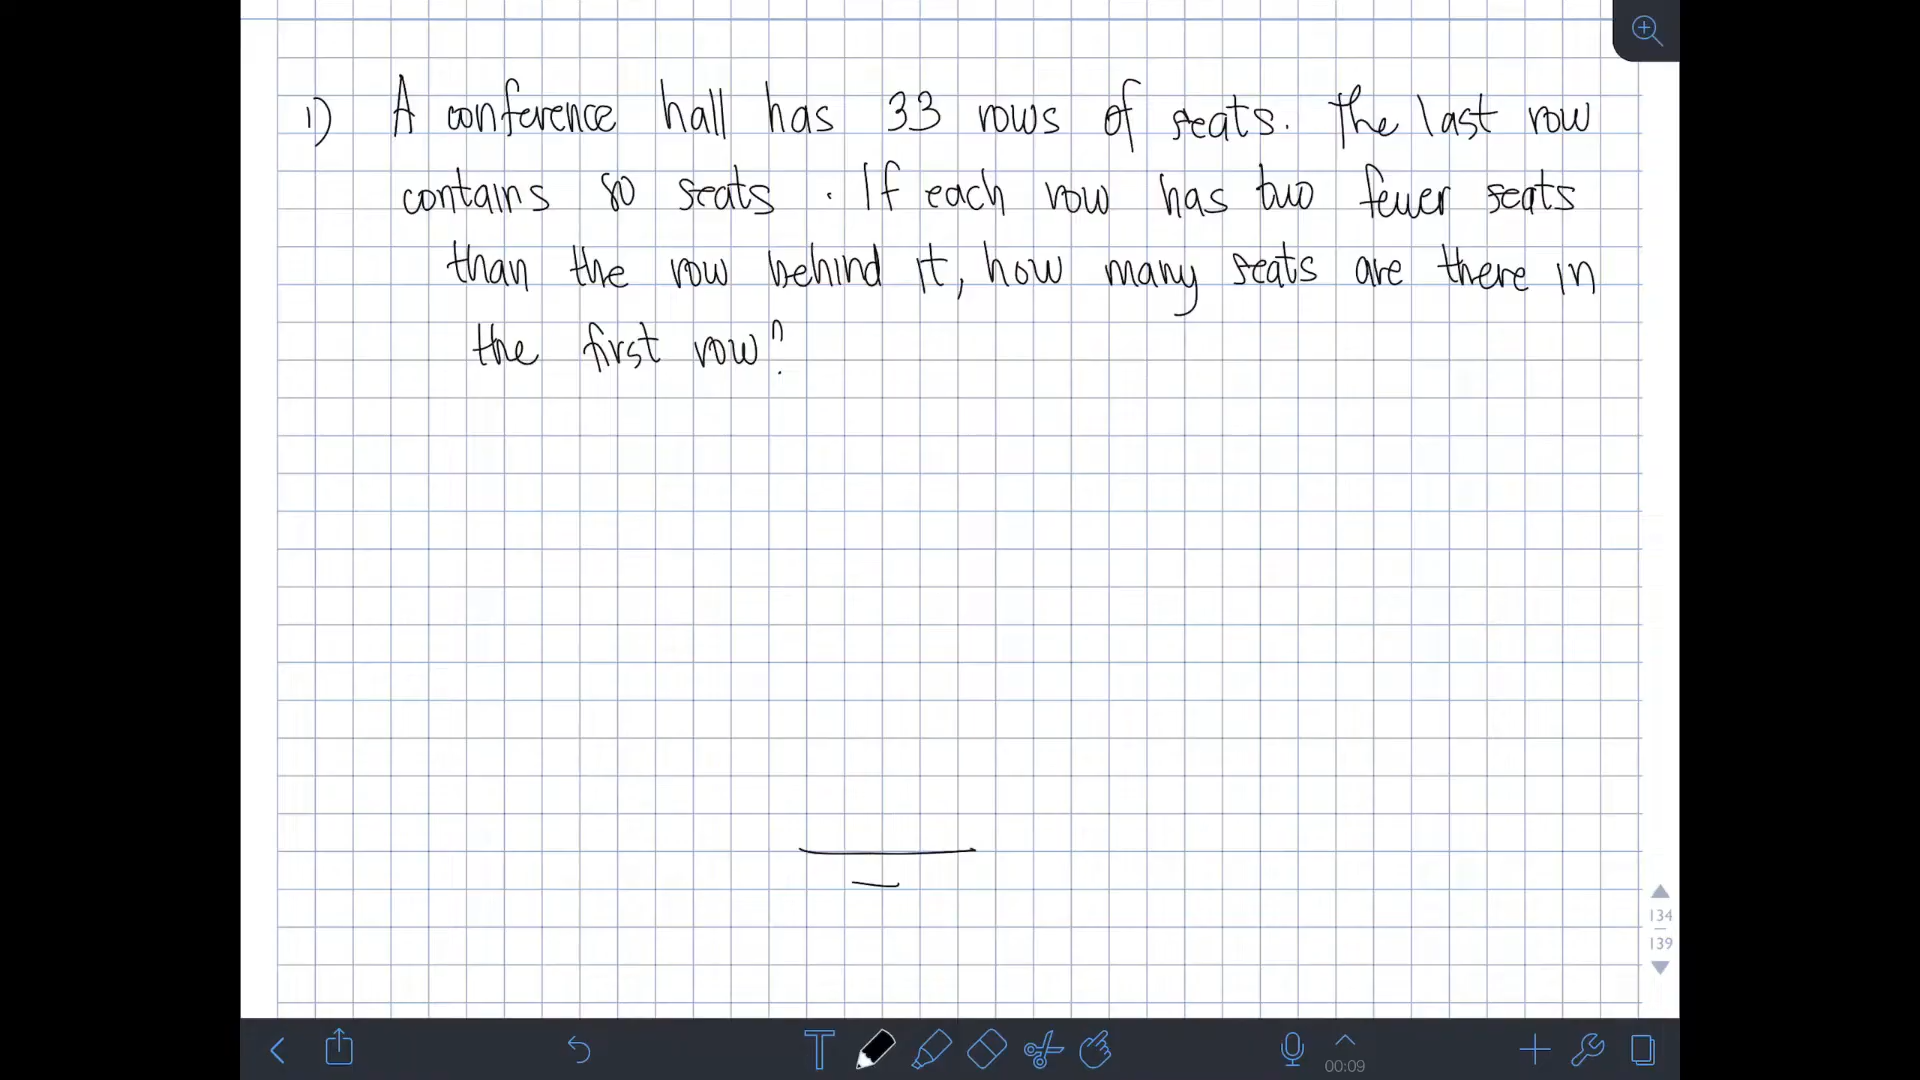 1) A conference hall has 33 rows of seats. The last row
contains 80 seats. If each row has two fewer seats
than the row behind it, how many seats are there in
the first row?
134
139
T
00:09